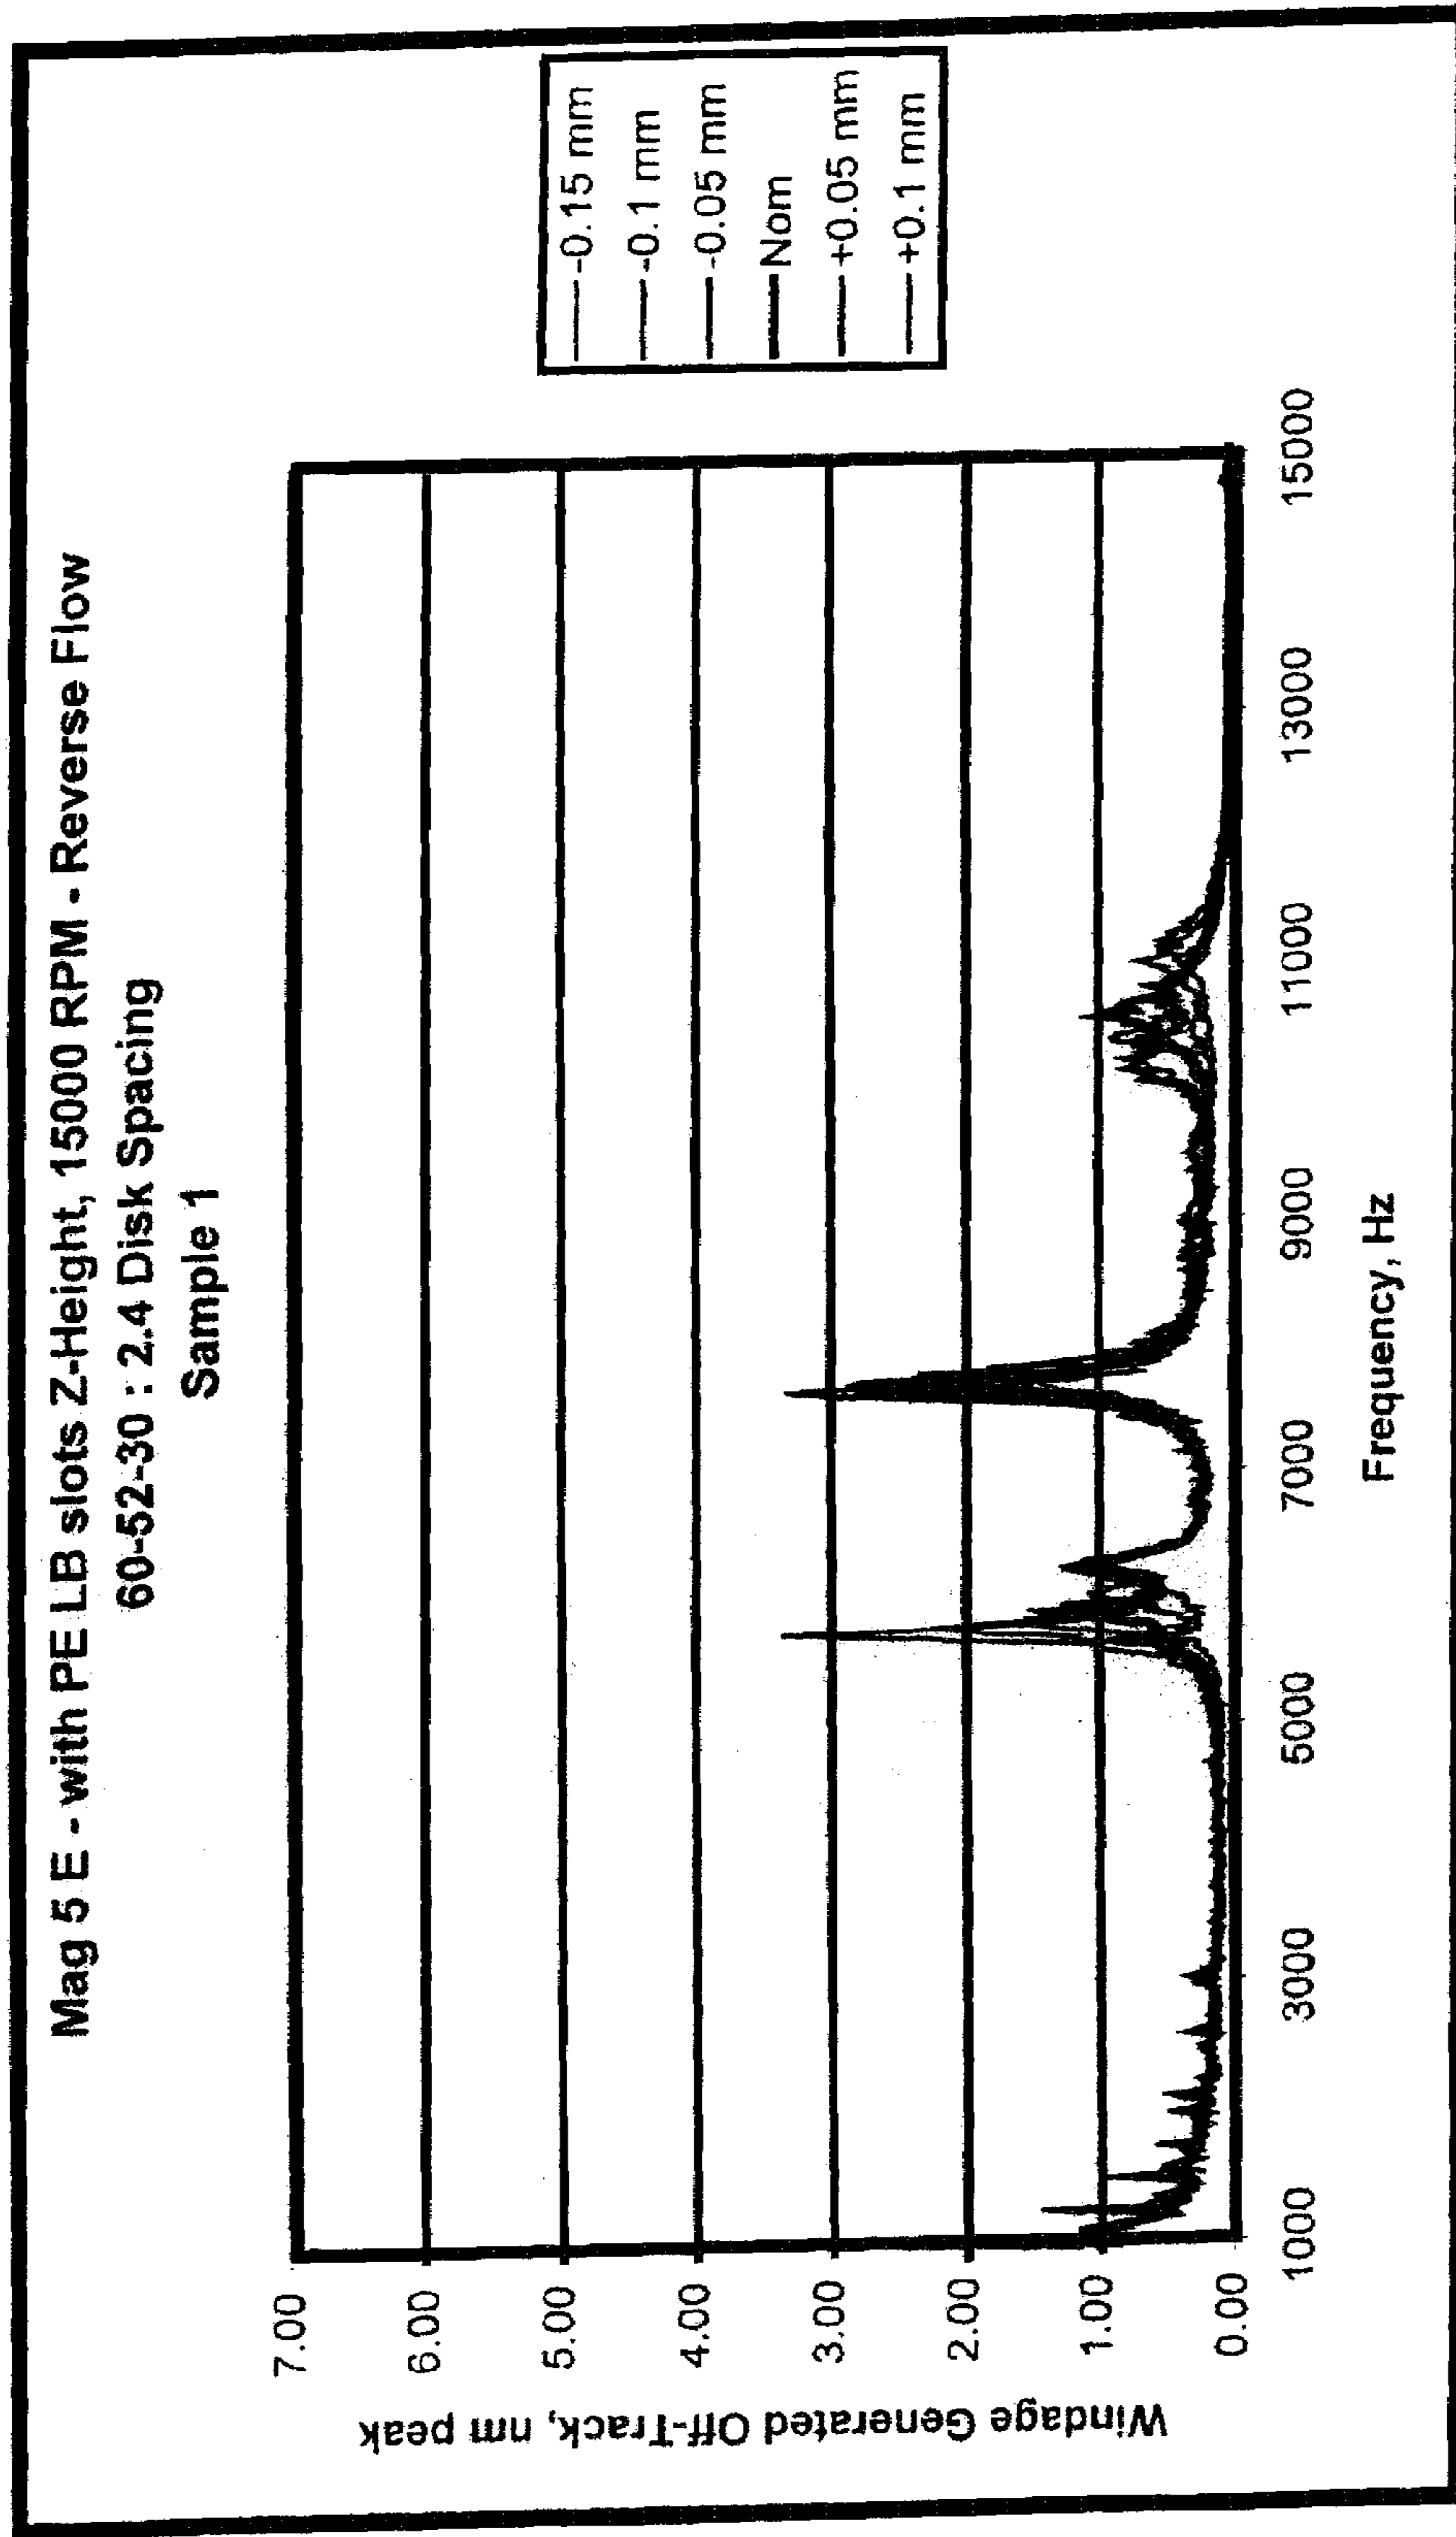 Mag 5 E - with PE LB slots Z-Height, 15000 RPM - Reverse Flow
60-52-30 : 2.4 Disk Spacing
Sample 1
Windage Generated Off-Track, nm peak
7.00
6.00
5.00
4.00
3.00
2.00
1.00
0.00
1000
3000
5000
7000
9000
11000
13000
15000
Frequency, Hz
-0.15 mm
-0.1 mm
-0.05 mm
Nom
+0.05 mm
+0.1 mm